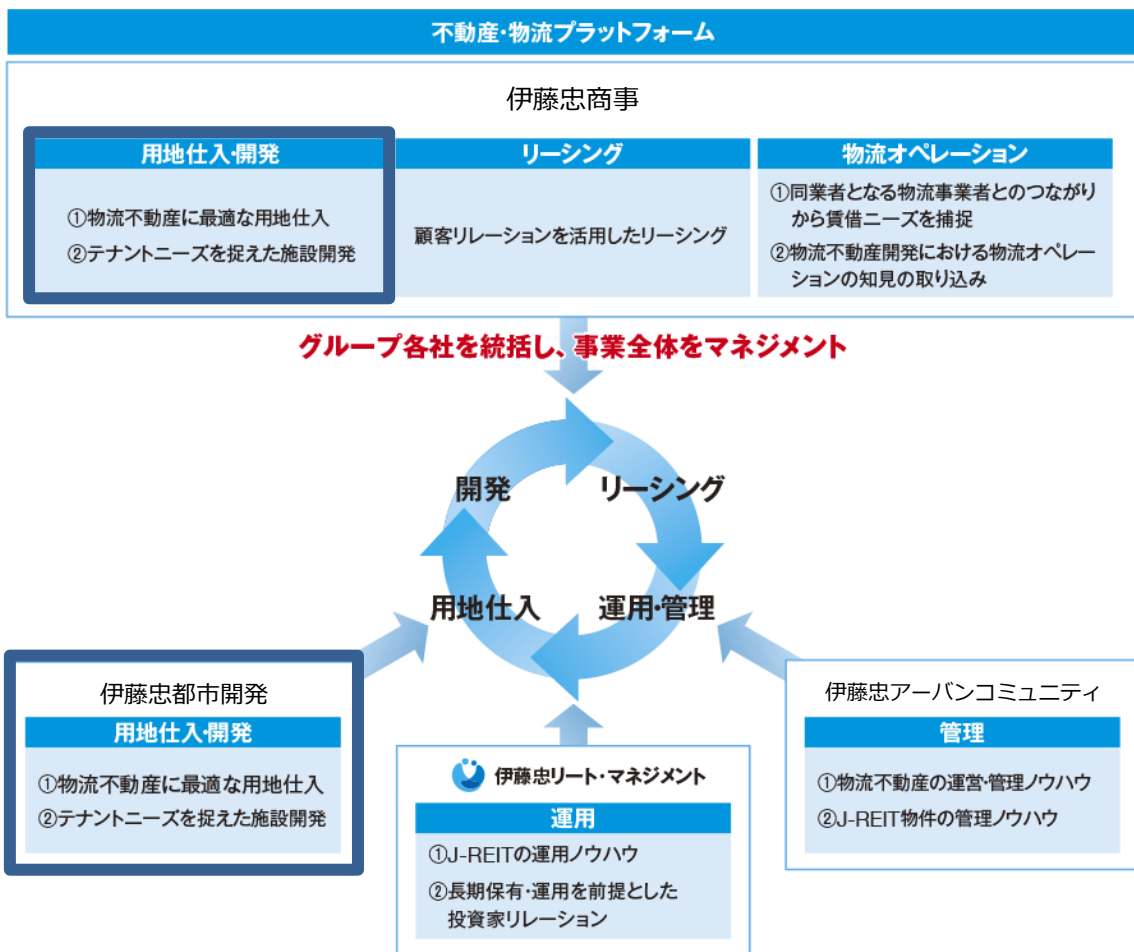 不動産・物流プラットフォーム
伊藤忠商事
用地仕入・開発
①物流不動産に最適な用地仕入
②テナントニーズを捉えた施設開発
リーシング
顧客リレーションを活用したリーシング
物流オペレーション
①同業者となる物流事業者とのつながり
から賃借ニーズを捕捉
②物流不動産開発における物流オペレー
ションの知見の取り込み
グループ各社を統括し、事業全体をマネジメント
開発
リーシング
用地仕入
運用・管理
伊藤忠都市開発
用地仕入・開発
①物流不動産に最適な用地仕入
②テナントニーズを捉えた施設開発
伊藤忠リート・マネジメント
運用
①J-REITの運用ノウハウ
②長期保有・運用を前提とした
投資家リレーション
伊藤忠アーバンコミュニティ
管理
①物流不動産の運営・管理ノウハウ
②J-REIT物件の管理ノウハウ